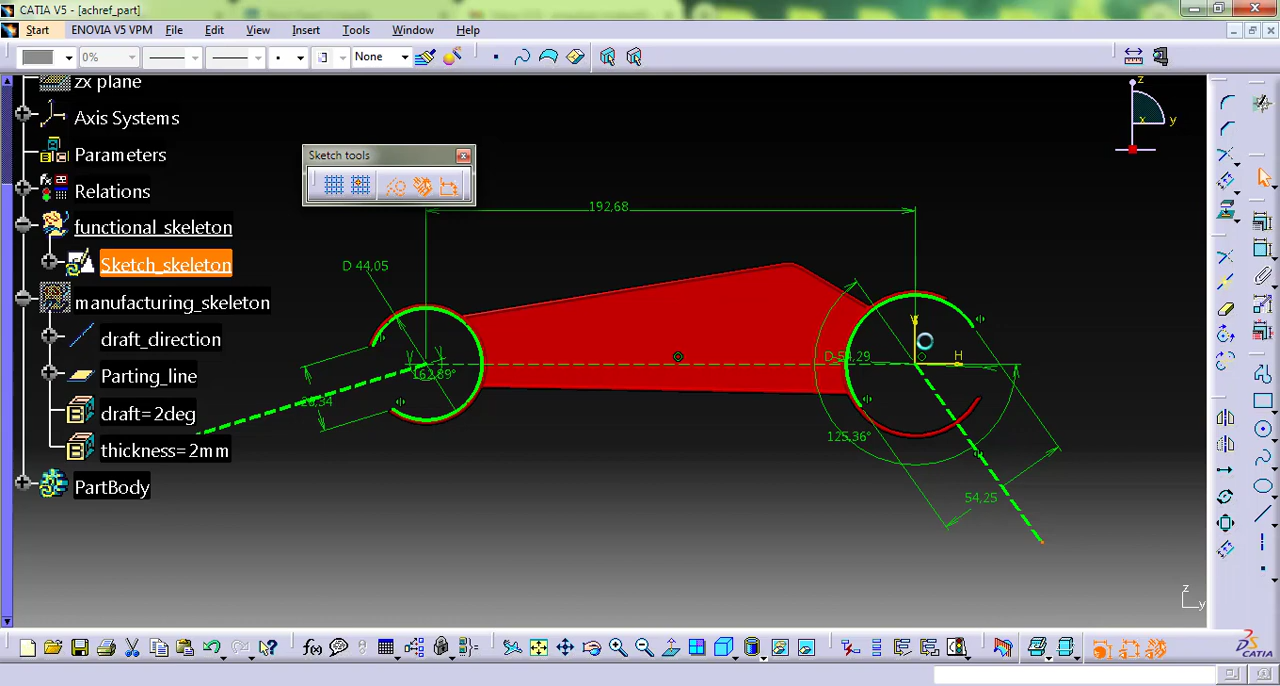 CATIA V5 - [achref_part]
Start ENOVIA V5 VPM File Edit View Insert Tools Window Help
0% None
zx plane
Axis Systems
Parameters
Relations
functional_skeleton
Sketch_skeleton
manufacturing_skeleton
draft_direction
Parting_line
draft=2deg
thickness=2mm
PartBody
Sketch tools
192,68
D 44,05
162.89°
125.36°
54,25
V
H
z
x y
z
y
f(x)
CATIA